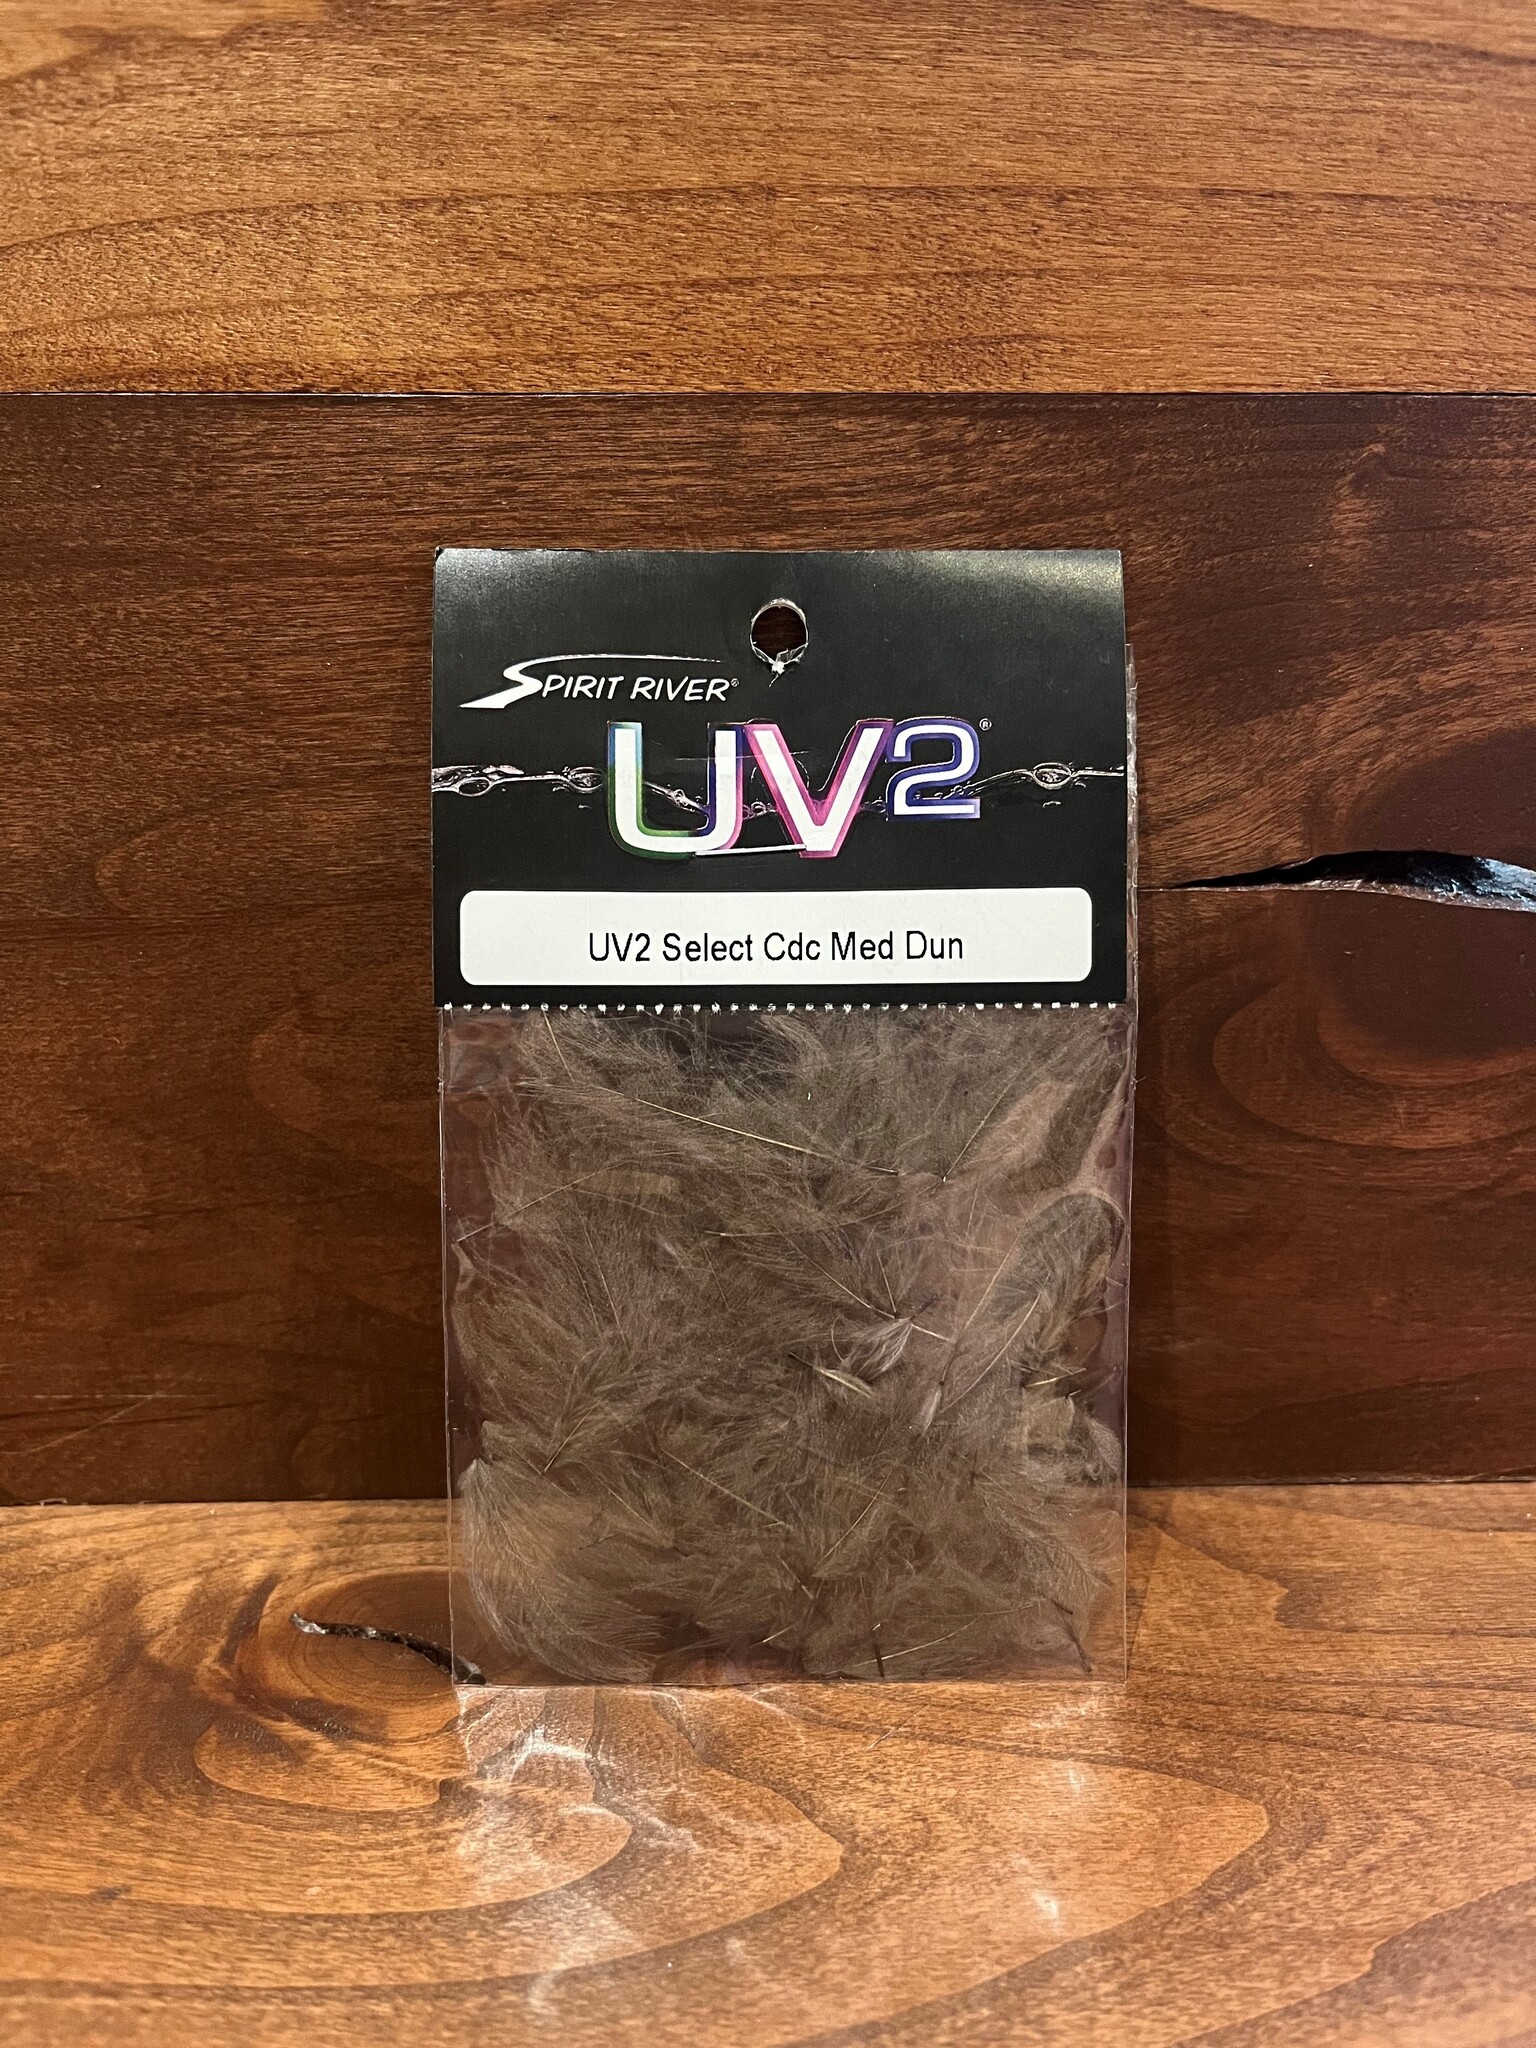 SPIRIT RIVER®
UV2®
UV2 Select Cdc Med Dun